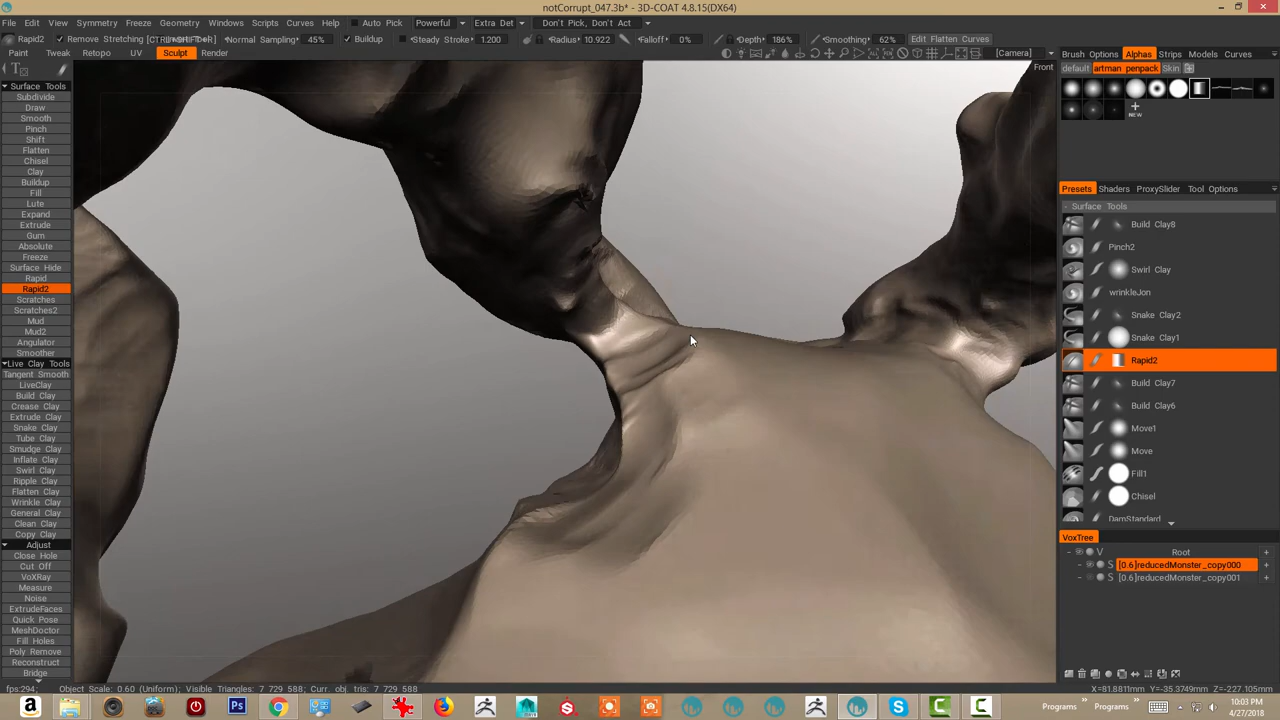 notCorrupt_047.3b* - 3D-COAT 4.8.15(DX64)
File Edit View Symmetry Freeze Geometry Windows Scripts Curves Help Auto Pick Powerful Extra Det Don't Pick, Don't Act
Rapid2 Remove Stretching Normal Sampling 45% Buildup Steady Stroke 1.200 Radius 10.922 Falloff 0% Depth 186% Smoothing 62% Edit Flatten Curves
Paint Tweak Retopo UV Sculpt Render [Camera]
Front
Surface Tools
Subdivide
Draw
Smooth
Pinch
Shift
Flatten
Chisel
Clay
Buildup
Fill
Lute
Expand
Extrude
Gum
Absolute
Freeze
Surface Hide
Rapid
Rapid2
Scratches
Scratches2
Mud
Mud2
Angulator
Smoother
Live Clay Tools
Tangent Smooth
LiveClay
Build Clay
Crease Clay
Extrude Clay
Snake Clay
Tube Clay
Smudge Clay
Inflate Clay
Swirl Clay
Ripple Clay
Flatten Clay
Wrinkle Clay
General Clay
Clean Clay
Copy Clay
Adjust
Close Hole
Cut Off
VoXRay
Measure
Noise
ExtrudeFaces
Quick Pose
MeshDoctor
Fill Holes
Poly Remove
Reconstruct
Bridge
Brush Options Alphas Strips Models Curves
default artman penpack Skin
NEW
Presets Shaders ProxySlider Tool Options
Surface Tools
Build Clay8
Pinch2
Swirl Clay
wrinkleJon
Snake Clay2
Snake Clay1
Rapid2
Build Clay7
Build Clay6
Move1
Move
Fill1
Chisel
DamStandard
VoxTree
V Root
S [0.6]reducedMonster_copy000
S [0.6]reducedMonster_copy001
fps:294; Object Scale: 0.60 (Uniform); Visible Triangles: 7 729 588; Curr. obj. tris: 7 729 588; X=81.8811mm Y=-35.3749mm Z=-227.105mm
Programs Programs 10:03 PM
4/27/2018